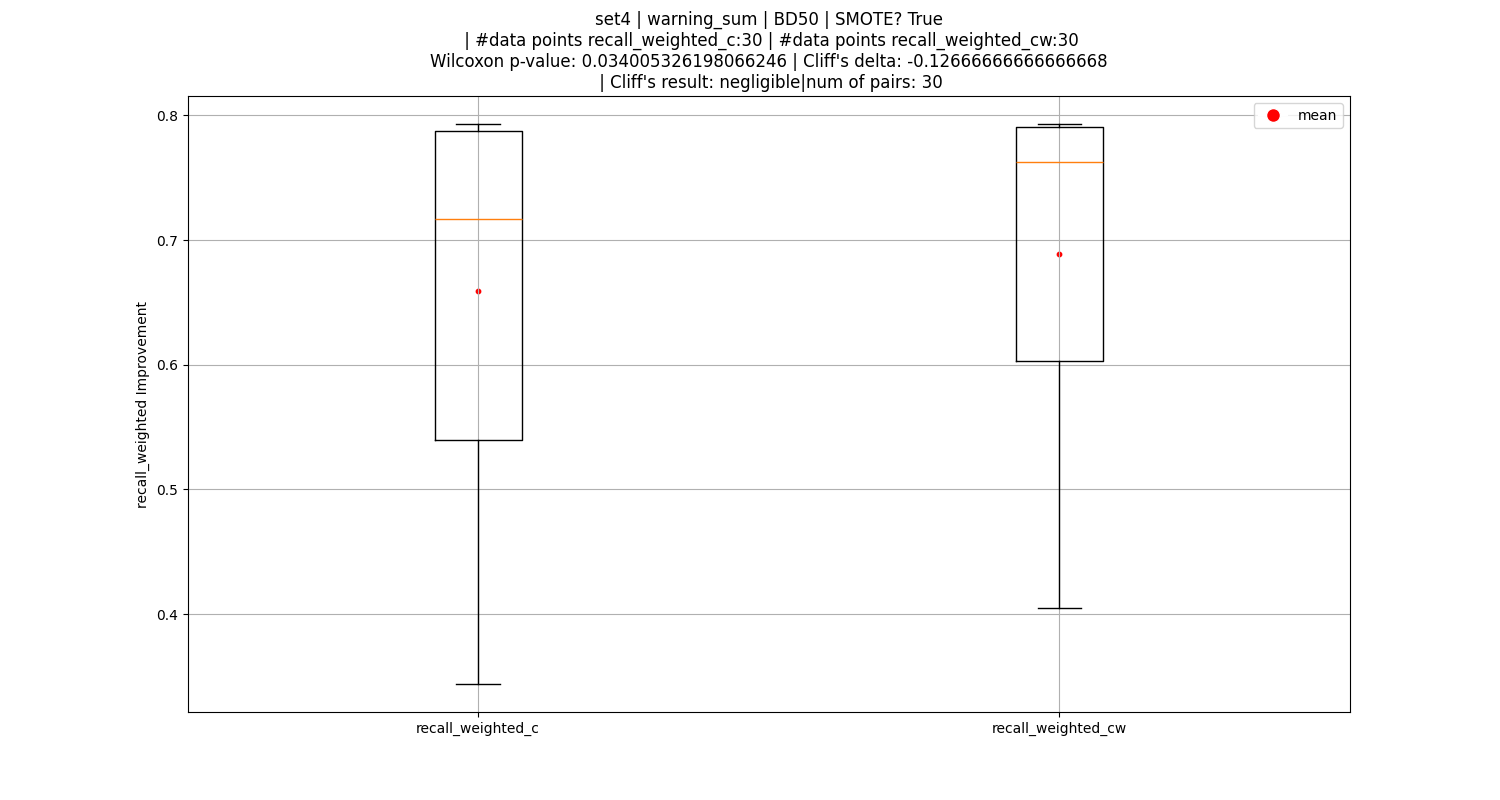 set4 | warning_sum | BD50 | SMOTE? True
| #data points recall_weighted_c:30 | #data points recall_weighted_cw:30
Wilcoxon p-value: 0.034005326198066246 | Cliff's delta: -0.12666666666666668
| Cliff's result: negligible|num of pairs: 30
mean
0.8
0.7
0.6
0.5
0.4
recall_weighted Improvement
recall_weighted_c
recall_weighted_cw